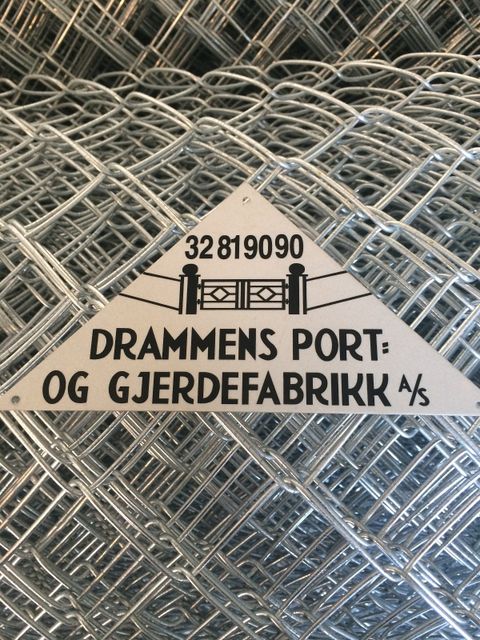 32819090
DRAMMENS PORT-
OG GJERDEFABRIKK A/S